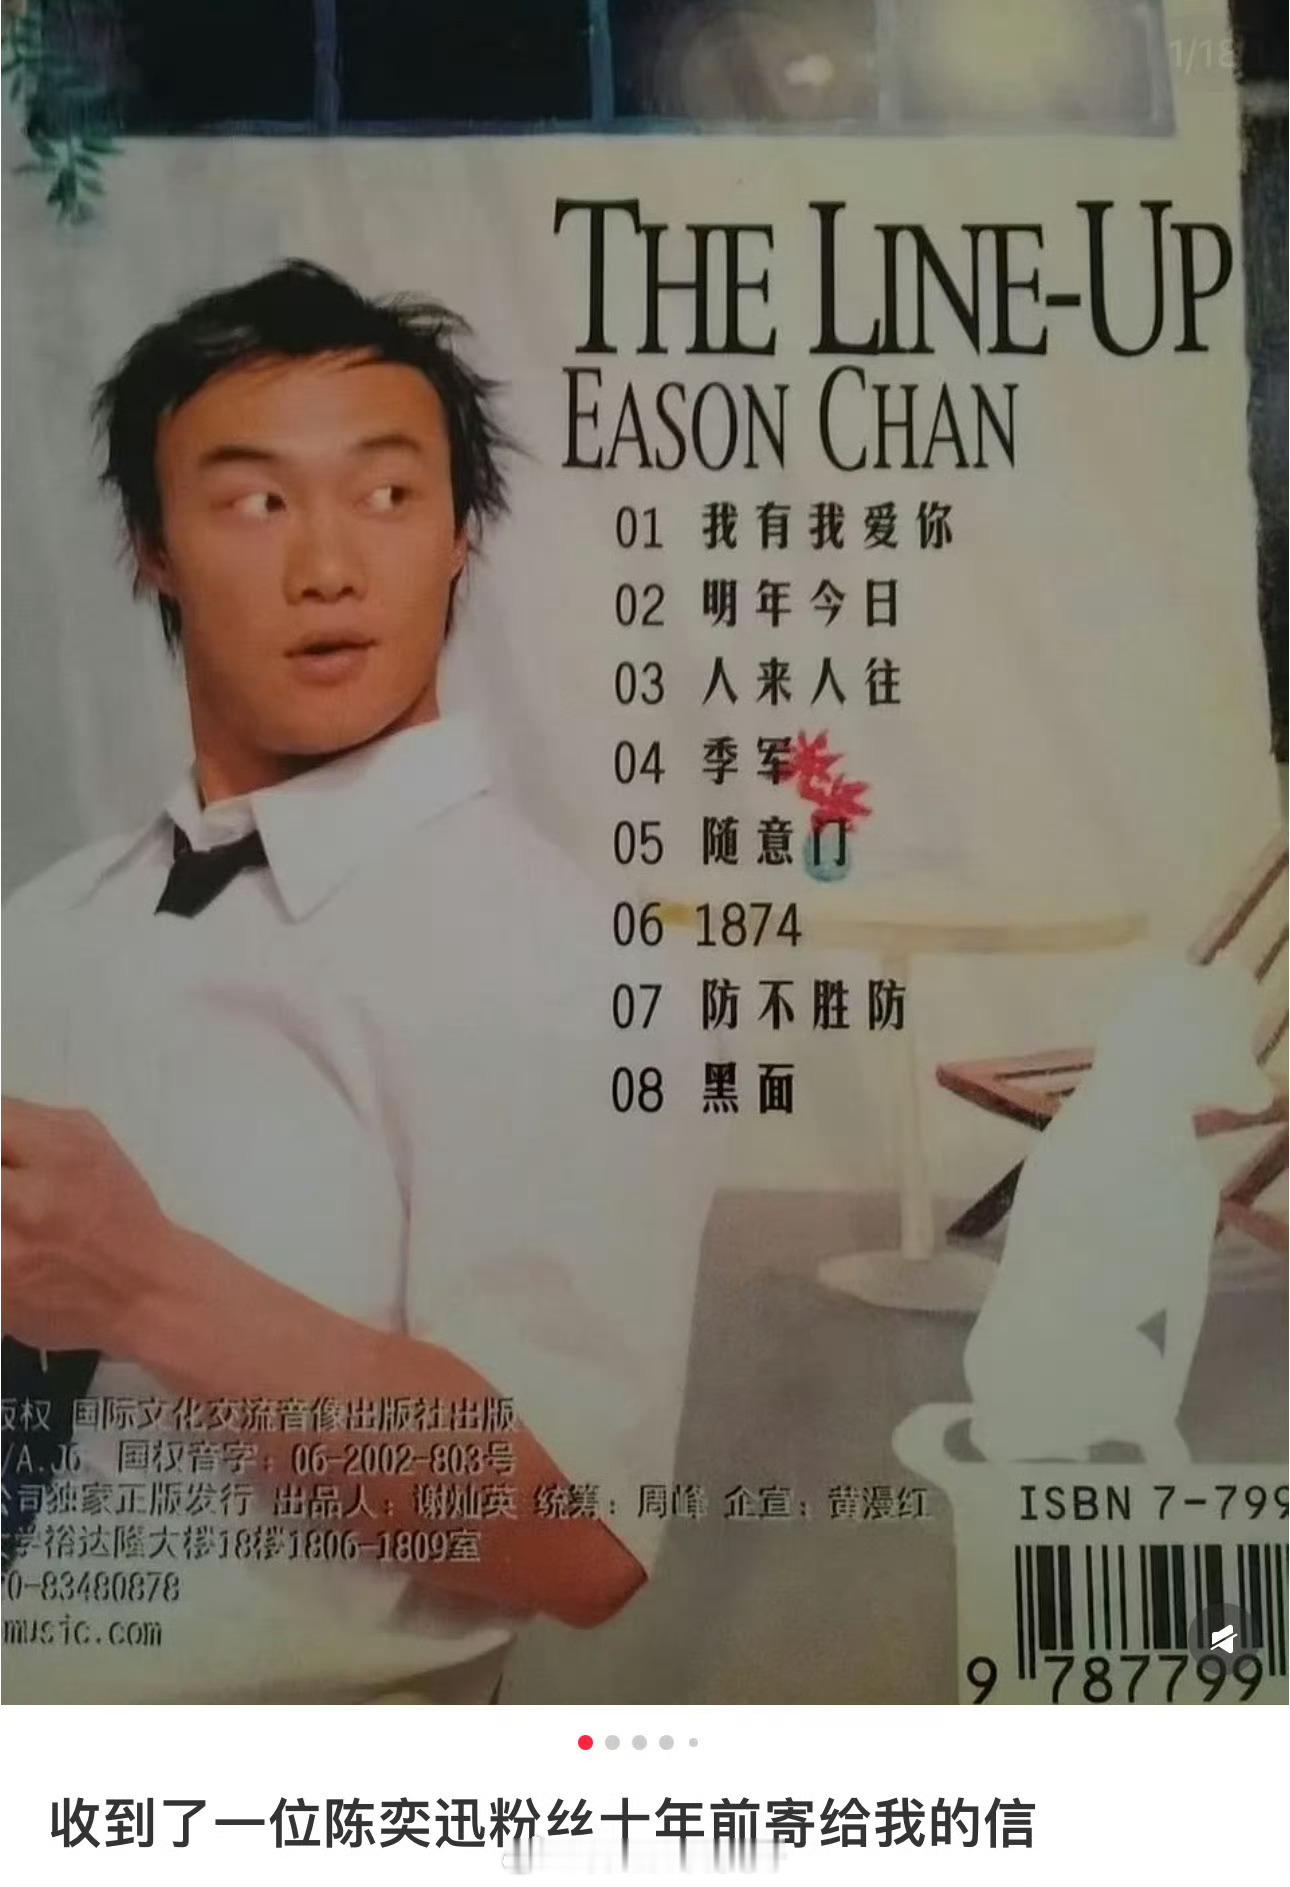 1/18
THE LINE-UP
EASON CHAN
01 我有我爱你
02 明年今日
03 人来人往
04 季军
05 随意门
06 1874
07 防不胜防
08 黑面
版权 国际文化交流音像出版社出版
/A.J6 国权音字：06-2002-803号
公司独家正版发行 出品人：谢灿英 统筹：周峰 企宣：黄漫红
学裕达隆大楼18楼1806-1809室
0-83480878
music.com
ISBN 7-799
9 787799
收到了一位陈奕迅粉丝十年前寄给我的信